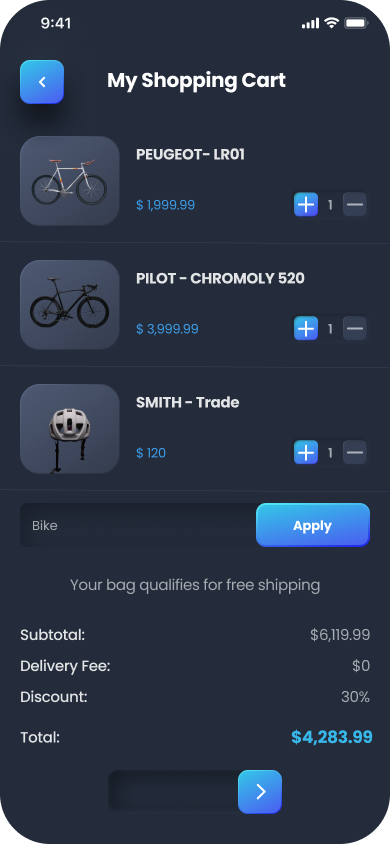 9:41
My Shopping Cart
PEUGEOT- LR01
$ 1,999.99
1
PILOT - CHROMOLY 520
$ 3,999.99
1
SMITH - Trade
$ 120
1
Bike
Apply
Your bag qualifies for free shipping
Subtotal: $6,119.99
Delivery Fee: $0
Discount: 30%
Total: $4,283.99